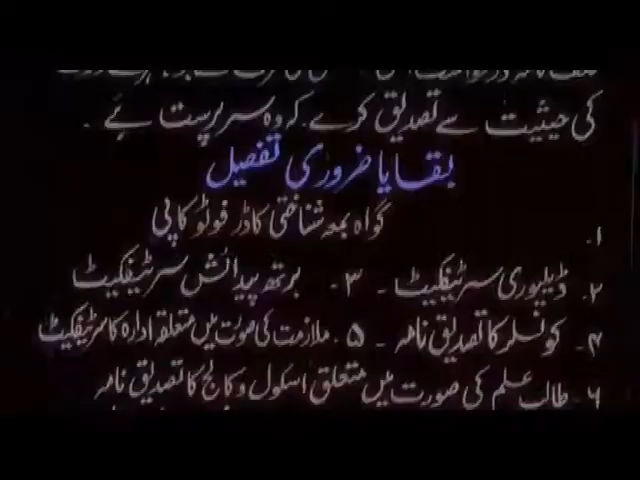 کی حیثیت سے تصدیق کرے۔ کہ وہ سرپرست ہے ۔
بقایا ضروری تفصیل
۱. گواہ بمعہ شناختی کاڈر فوٹو کاپی
۲. ڈیلیوری سرٹیفکیٹ ۔ ۳۔ برتھ پیدائش سرٹیفکیٹ
۴۔ کونسلر کا تصدیق نامہ ۔ ۵ . ملازمت کی صورت میں متعلقہ ادارہ کا سرٹیفکیٹ
۶۔ طالب علم کی صورت میں متعلق اسکول و کالج کا تصدیق نامہ